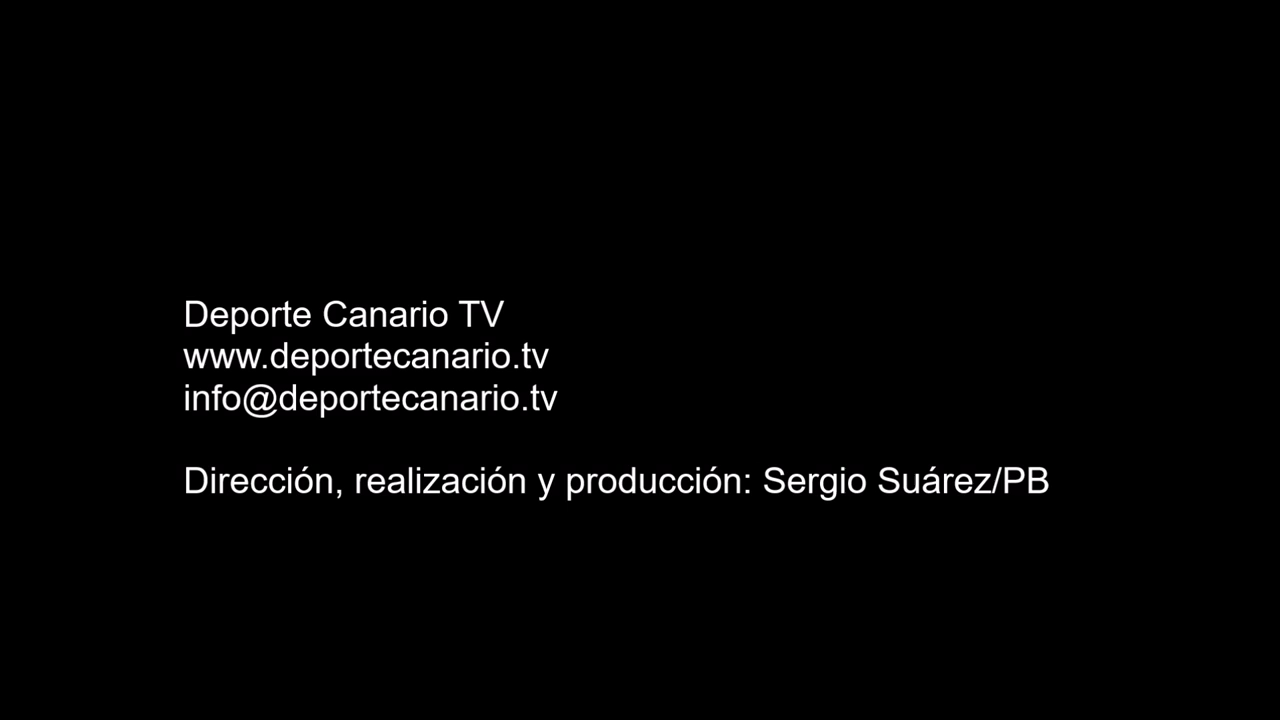 Deporte Canario TV
www.deportecanario.tv
info@deportecanario.tv
Dirección, realización y producción: Sergio Suárez/PB